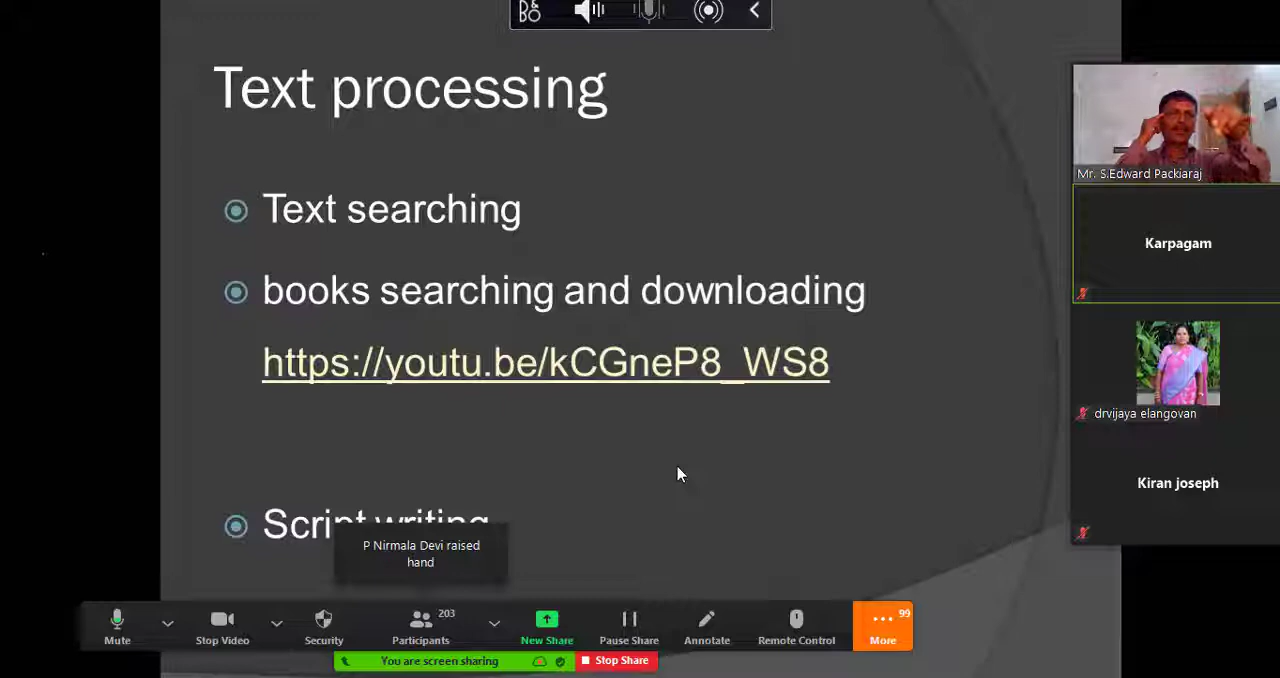 Text processing
Text searching
books searching and downloading
https://youtu.be/kCGneP8_WS8
Script writing
P Nirmala Devi raised
hand
Mr. S.Edward Packiaraj
Karpagam
drvijaya elangovan
Kiran joseph
203
99
Mute
Stop Video
Security
Participants
New Share
Pause Share
Annotate
Remote Control
More
You are screen sharing
Stop Share